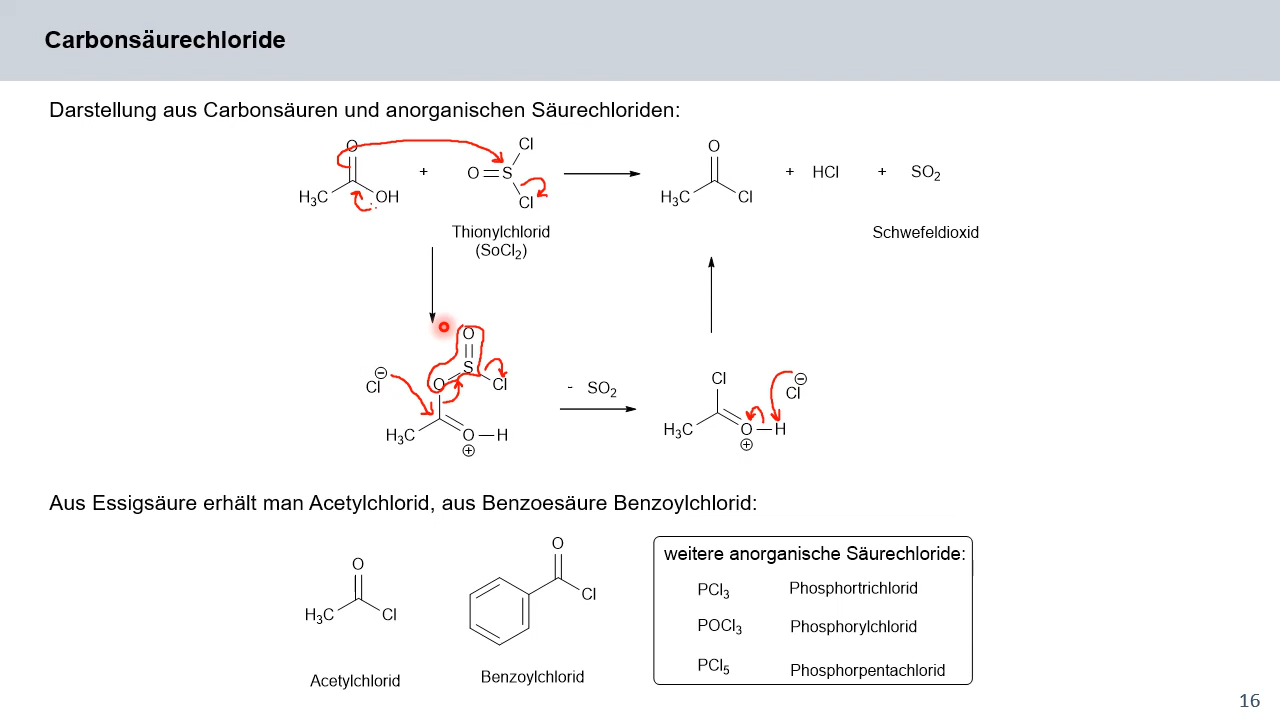 Carbonsäurechloride
Darstellung aus Carbonsäuren und anorganischen Säurechloriden:
O
H₃C
OH
+
O
S
Cl
Cl
O
H₃C
Cl
+ HCl + SO₂
Thionylchlorid
(SoCl₂)
Schwefeldioxid
O
S
O
Cl
Cl ⊖
H₃C
O—H
⊕
- SO₂
Cl
Cl ⊖
H₃C
O—H
⊕
Aus Essigsäure erhält man Acetylchlorid, aus Benzoesäure Benzoylchlorid:
O
H₃C
Cl
Acetylchlorid
O
Cl
Benzoylchlorid
weitere anorganische Säurechloride:
PCl₃ Phosphortrichlorid
POCl₃ Phosphorylchlorid
PCl₅ Phosphorpentachlorid
16